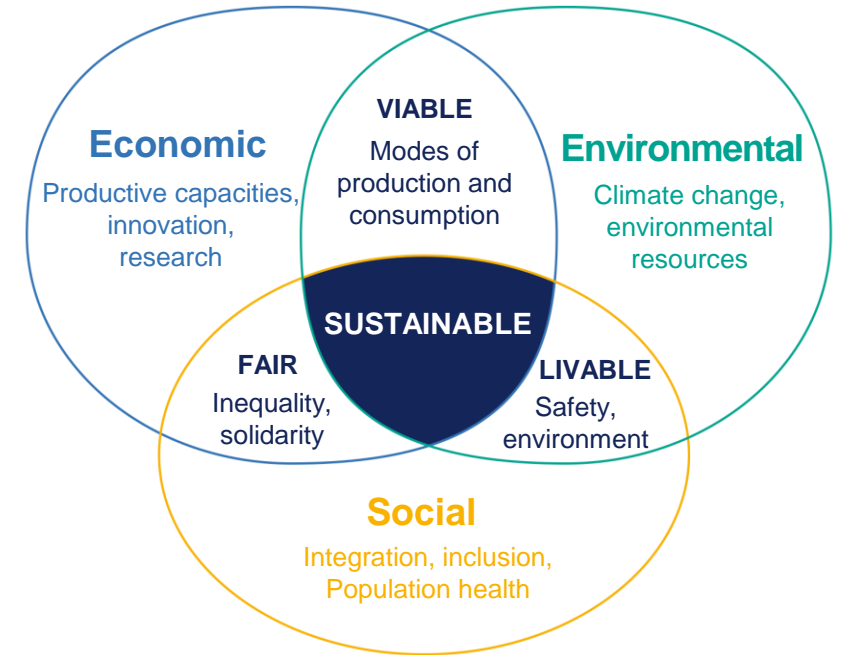 Economic
Productive capacities,
innovation,
research
VIABLE
Modes of
production and
consumption
Environmental
Climate change,
environmental
resources
SUSTAINABLE
FAIR
Inequality,
solidarity
LIVABLE
Safety,
environment
Social
Integration, inclusion,
Population health